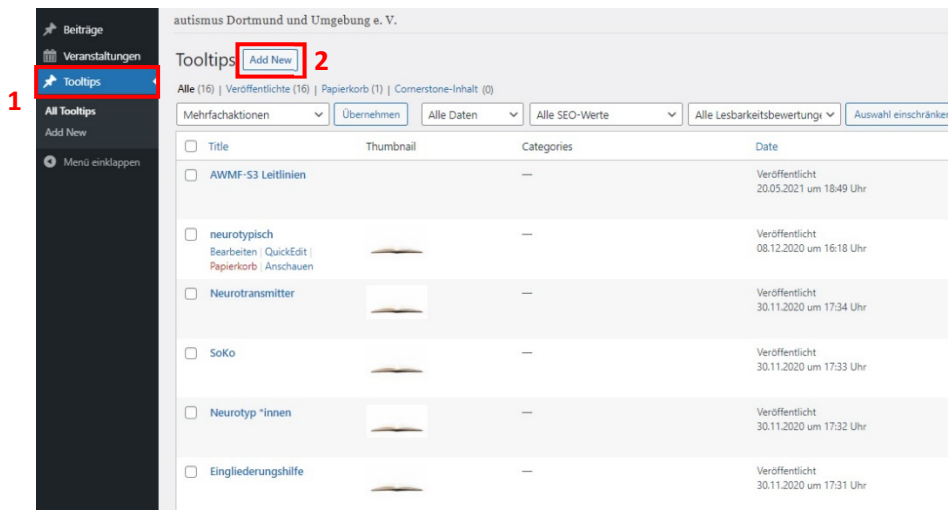 autismus Dortmund und Umgebung e. V.
Beiträge
Veranstaltungen
1
Tooltips
All Tooltips
Add New
Menü einklappen
Tooltips Add New 2
Alle (16) | Veröffentlichte (16) | Papierkorb (1) | Cornerstone-Inhalt (0)
Mehrfachaktionen Übernehmen Alle Daten Alle SEO-Werte Alle Lesbarkeitsbewertunge Auswahl einschränken
Title Thumbnail Categories Date
AWMF-S3 Leitlinien — Veröffentlicht
20.05.2021 um 18:49 Uhr
neurotypisch — Veröffentlicht
Bearbeiten | QuickEdit | 08.12.2020 um 16:18 Uhr
Papierkorb | Anschauen
Neurotransmitter — Veröffentlicht
30.11.2020 um 17:34 Uhr
SoKo — Veröffentlicht
30.11.2020 um 17:33 Uhr
Neurotyp *innen — Veröffentlicht
30.11.2020 um 17:32 Uhr
Eingliederungshilfe — Veröffentlicht
30.11.2020 um 17:31 Uhr